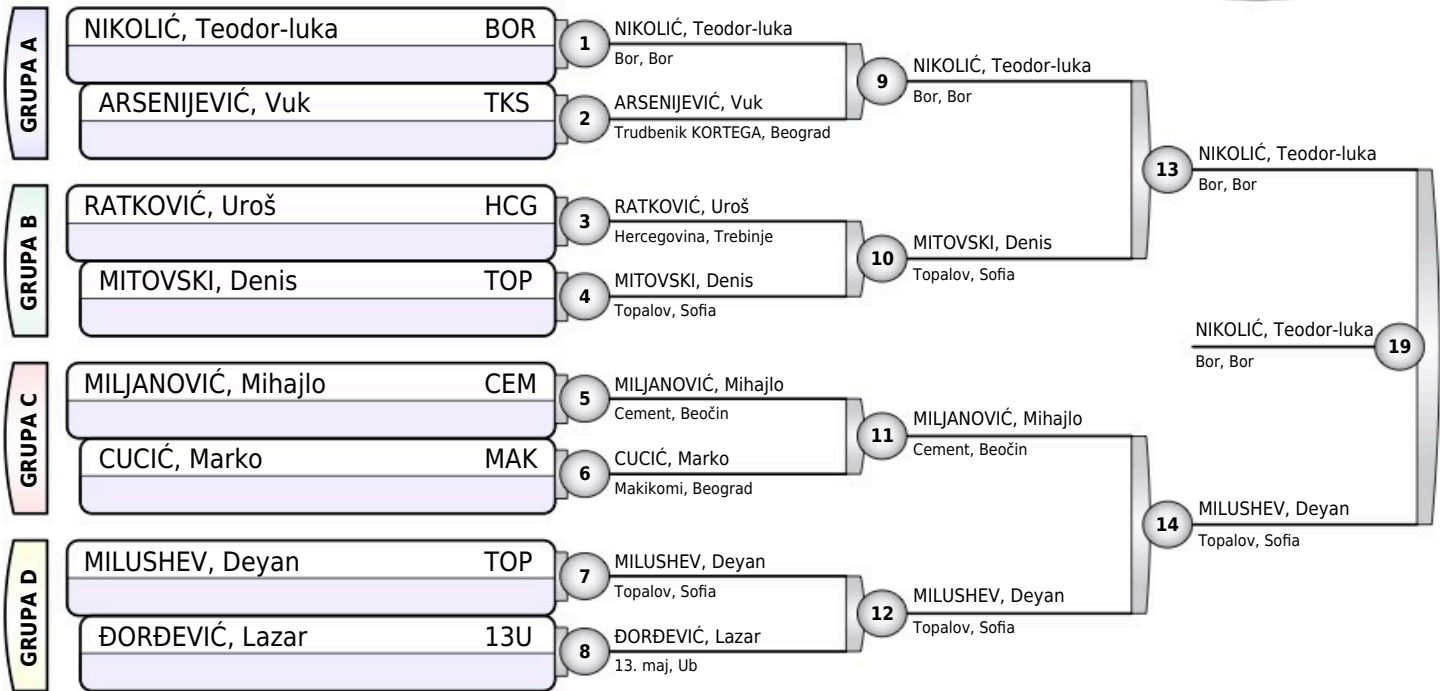 GRUPA A
NIKOLIĆ, Teodor-luka BOR
ARSENIJEVIĆ, Vuk TKS
GRUPA B
RATKOVIĆ, Uroš HCG
MITOVSKI, Denis TOP
GRUPA C
MILJANOVIĆ, Mihajlo CEM
CUCIĆ, Marko MAK
GRUPA D
MILUSHEV, Deyan TOP
ĐORĐEVIĆ, Lazar 13U
1
NIKOLIĆ, Teodor-luka
Bor, Bor
2
ARSENIJEVIĆ, Vuk
Trudbenik KORTEGA, Beograd
3
RATKOVIĆ, Uroš
Hercegovina, Trebinje
4
MITOVSKI, Denis
Topalov, Sofia
5
MILJANOVIĆ, Mihajlo
Cement, Beočin
6
CUCIĆ, Marko
Makikomi, Beograd
7
MILUSHEV, Deyan
Topalov, Sofia
8
ĐORĐEVIĆ, Lazar
13. maj, Ub
9
NIKOLIĆ, Teodor-luka
Bor, Bor
10
MITOVSKI, Denis
Topalov, Sofia
11
MILJANOVIĆ, Mihajlo
Cement, Beočin
12
MILUSHEV, Deyan
Topalov, Sofia
13
NIKOLIĆ, Teodor-luka
Bor, Bor
14
MILUSHEV, Deyan
Topalov, Sofia
NIKOLIĆ, Teodor-luka
Bor, Bor
19